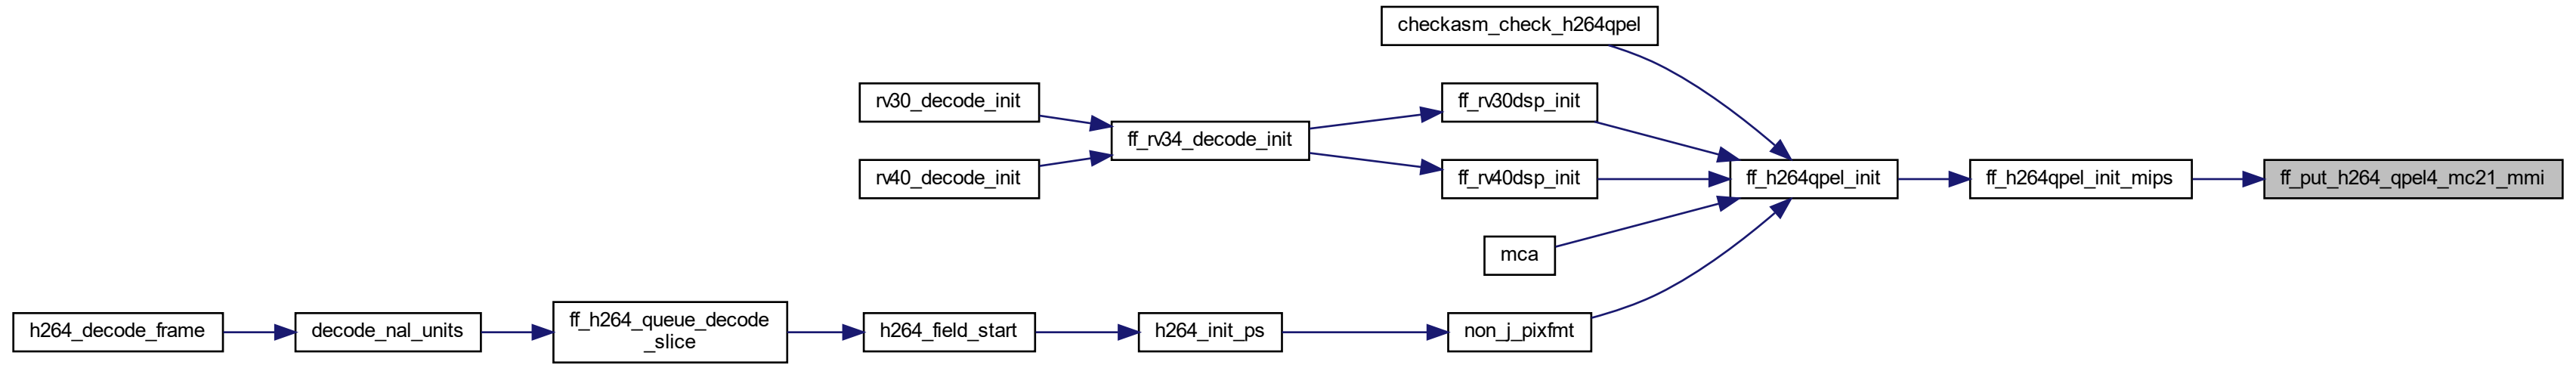 checkasm_check_h264qpel
rv30_decode_init
ff_rv30dsp_init
ff_rv34_decode_init
rv40_decode_init
ff_rv40dsp_init
ff_h264qpel_init
ff_h264qpel_init_mips
ff_put_h264_qpel4_mc21_mmi
mca
h264_decode_frame
decode_nal_units
ff_h264_queue_decode
_slice
h264_field_start
h264_init_ps
non_j_pixfmt